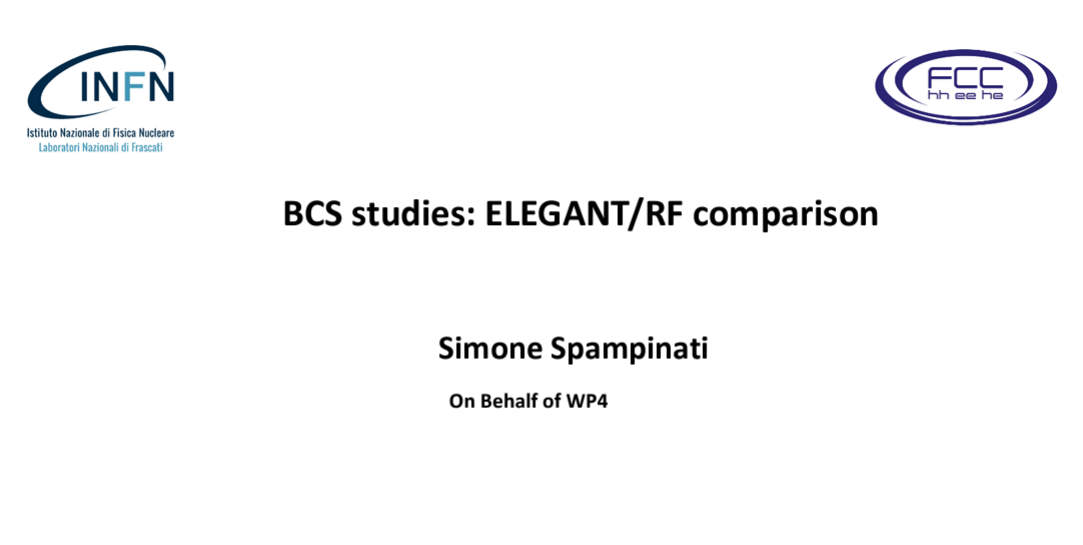 INFN
Istituto Nazionale di Fisica Nucleare
Laboratori Nazionali di Frascati
FCC
hh ee he
BCS studies: ELEGANT/RF comparison
Simone Spampinati
On Behalf of WP4